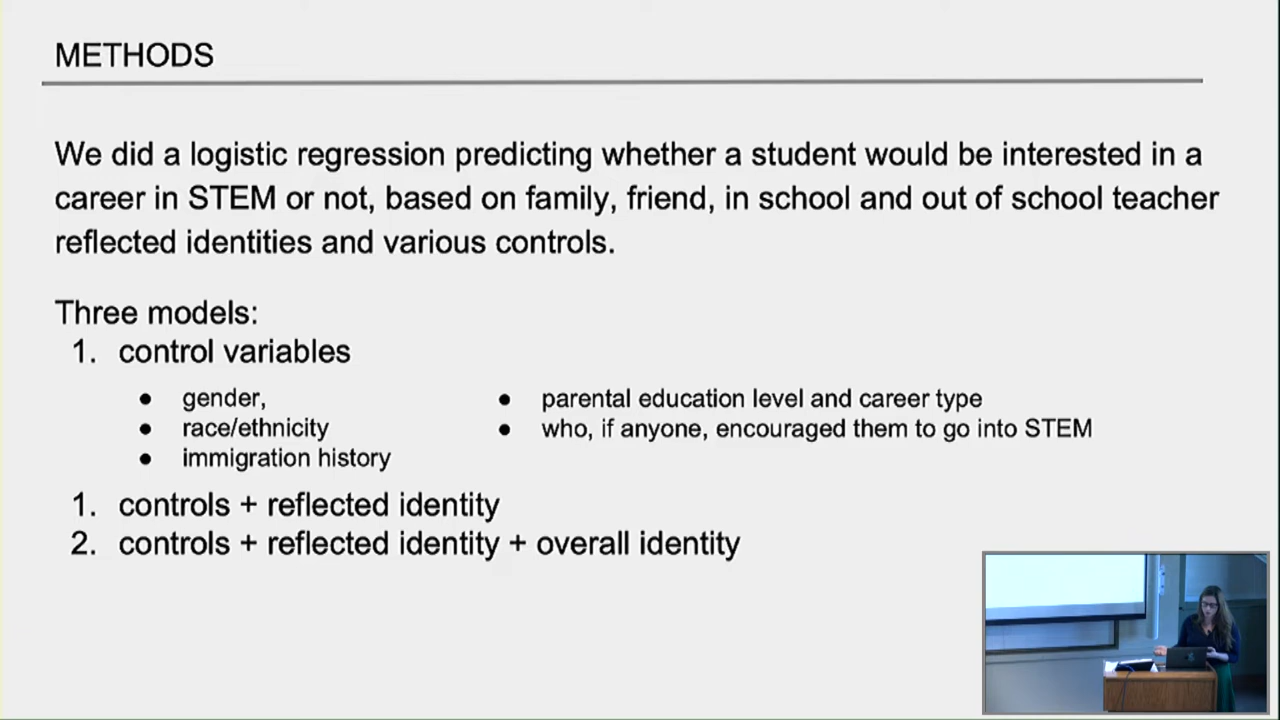 METHODS
We did a logistic regression predicting whether a student would be interested in a
career in STEM or not, based on family, friend, in school and out of school teacher
reflected identities and various controls.
Three models:
1. control variables
● gender,
● race/ethnicity
● immigration history
● parental education level and career type
● who, if anyone, encouraged them to go into STEM
1. controls + reflected identity
2. controls + reflected identity + overall identity